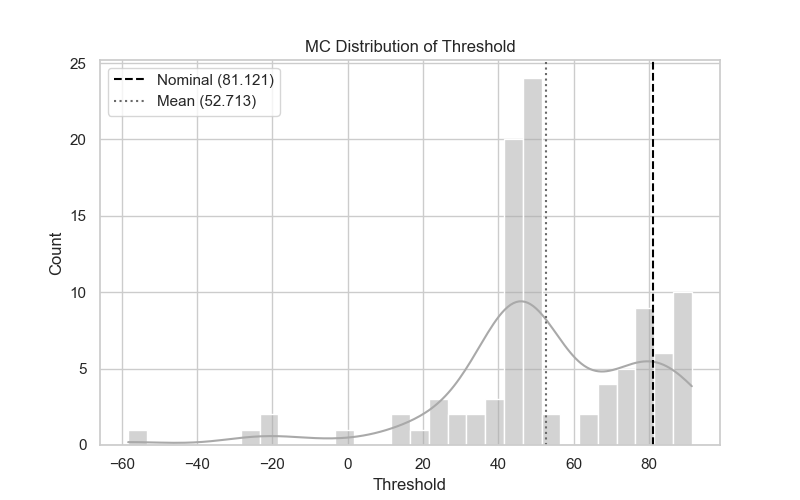 MC Distribution of Threshold
Nominal (81.121)
Mean (52.713)
25
20
15
10
5
0
Count
−60 −40 −20 0 20 40 60 80
Threshold